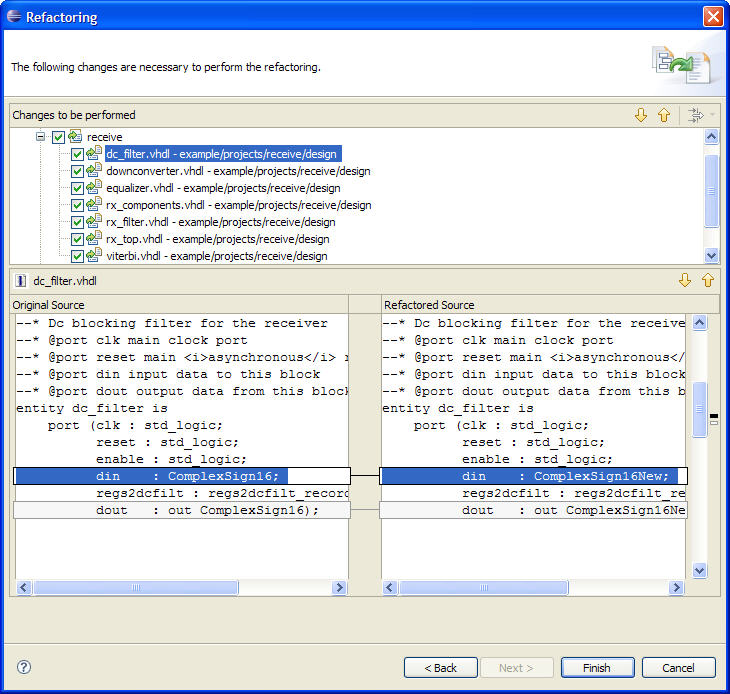 Refactoring
The following changes are necessary to perform the refactoring.
Changes to be performed
receive
dc_filter.vhdl - example/projects/receive/design
downconverter.vhdl - example/projects/receive/design
equalizer.vhdl - example/projects/receive/design
rx_components.vhdl - example/projects/receive/design
rx_filter.vhdl - example/projects/receive/design
rx_top.vhdl - example/projects/receive/design
viterbi.vhdl - example/projects/receive/design
dc_filter.vhdl
Original Source
--* Dc blocking filter for the receiver
--* @port clk main clock port
--* @port reset main <i>asynchronous</i> r
--* @port din input data to this block
--* @port dout output data from this block
entity dc_filter is
port (clk : std_logic;
reset : std_logic;
enable : std_logic;
din : ComplexSign16;
regs2dcfilt : regs2dcfilt_record
dout : out ComplexSign16);
Refactored Source
--* Dc blocking filter for the receive
--* @port clk main clock port
--* @port reset main <i>asynchronous</
--* @port din input data to this block
--* @port dout output data from this b
entity dc_filter is
port (clk : std_logic;
reset : std_logic;
enable : std_logic;
din : ComplexSign16New;
regs2dcfilt : regs2dcfilt_re
dout : out ComplexSign16Ne
< Back
Next >
Finish
Cancel